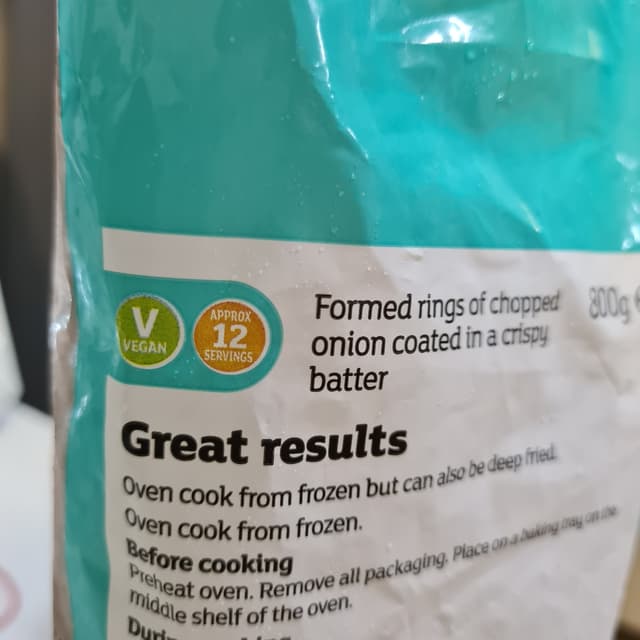 V
VEGAN
APPROX
12
SERVINGS
Formed rings of chopped
onion coated in a crispy
batter
800g
Great results
Oven cook from frozen but can also be deep fried.
Oven cook from frozen.
Before cooking
Preheat oven. Remove all packaging. Place on a baking tray on the
middle shelf of the oven.